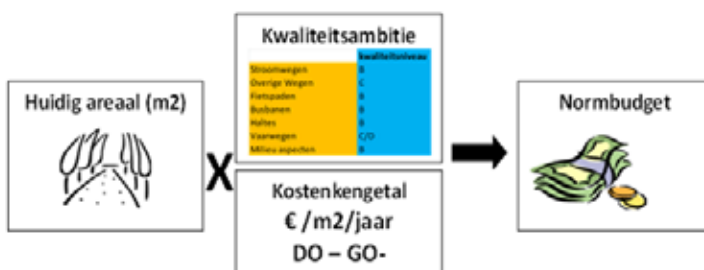 Huidig areaal (m2)
X
Kwaliteitsambitie
kwaliteitsniveau
Stroomwegen B
Overige Wegen C
Fietspaden B
Busbanen B
Haltes B
Vaarwegen C/D
Milieu aspecten B
Kostenkengetal
€ /m2/jaar
DO – GO-
Normbudget